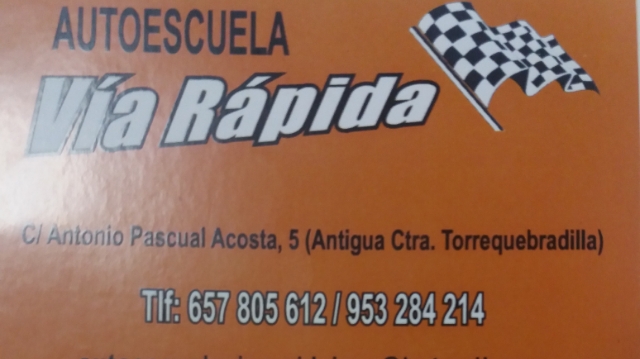 AUTOESCUELA
Vía Rápida
C/ Antonio Pascual Acosta, 5 (Antigua Ctra. Torrequebradilla)
Tlf: 657 805 612 / 953 284 214